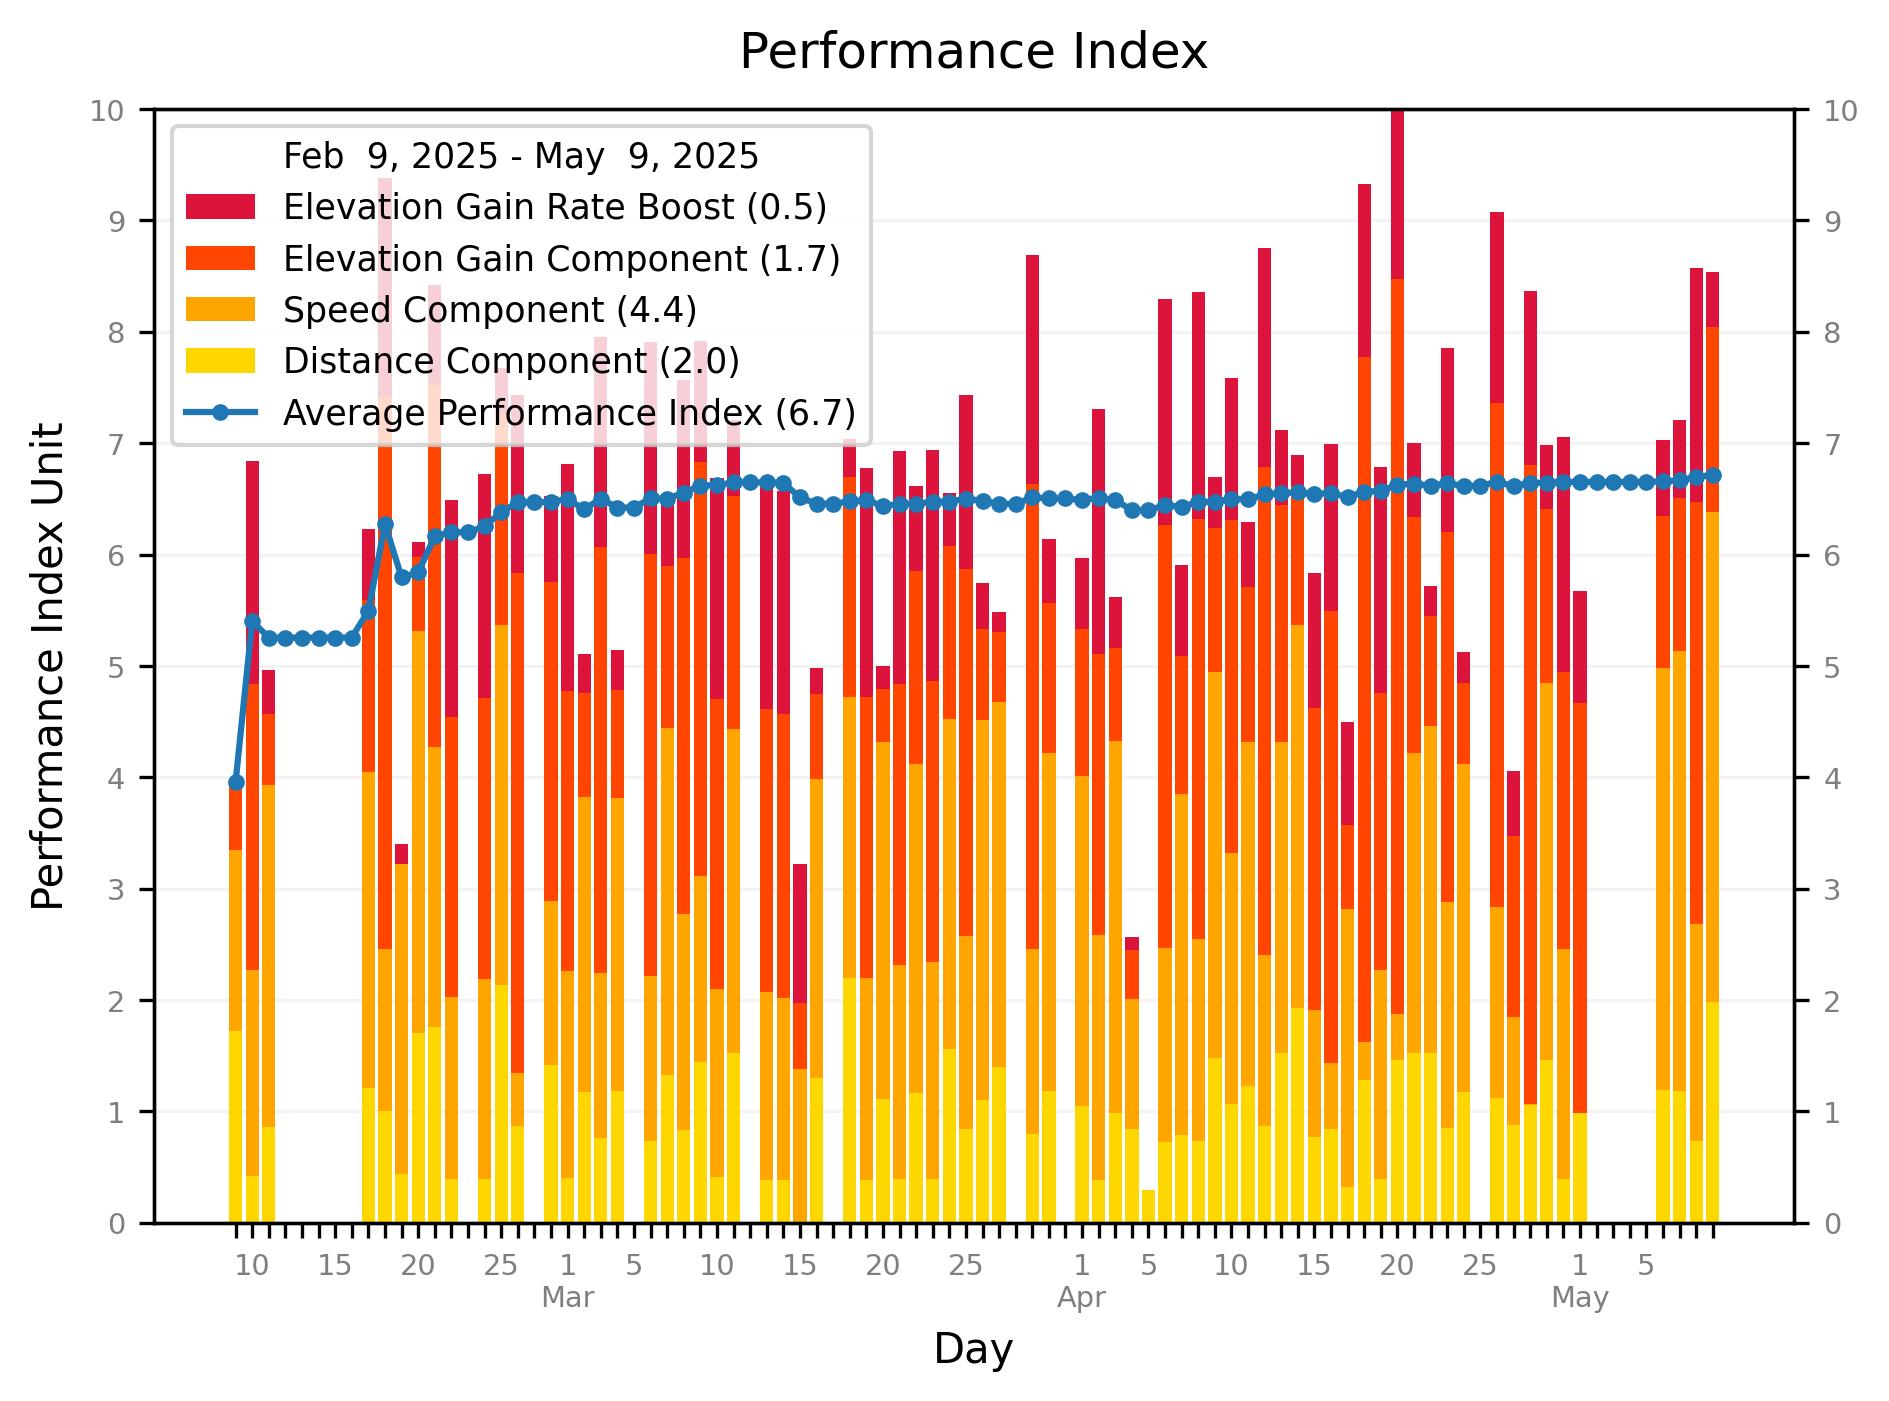 Performance Index
10
9
8
7
6
5
4
3
2
1
0
Performance Index Unit
Feb  9, 2025 - May  9, 2025
Elevation Gain Rate Boost (0.5)
Elevation Gain Component (1.7)
Speed Component (4.4)
Distance Component (2.0)
Average Performance Index (6.7)
10
9
8
7
6
5
4
3
2
1
0
10 15 20 25 1 5 10 15 20 25 1 5 10 15 20 25 1 5
Mar Apr May
Day